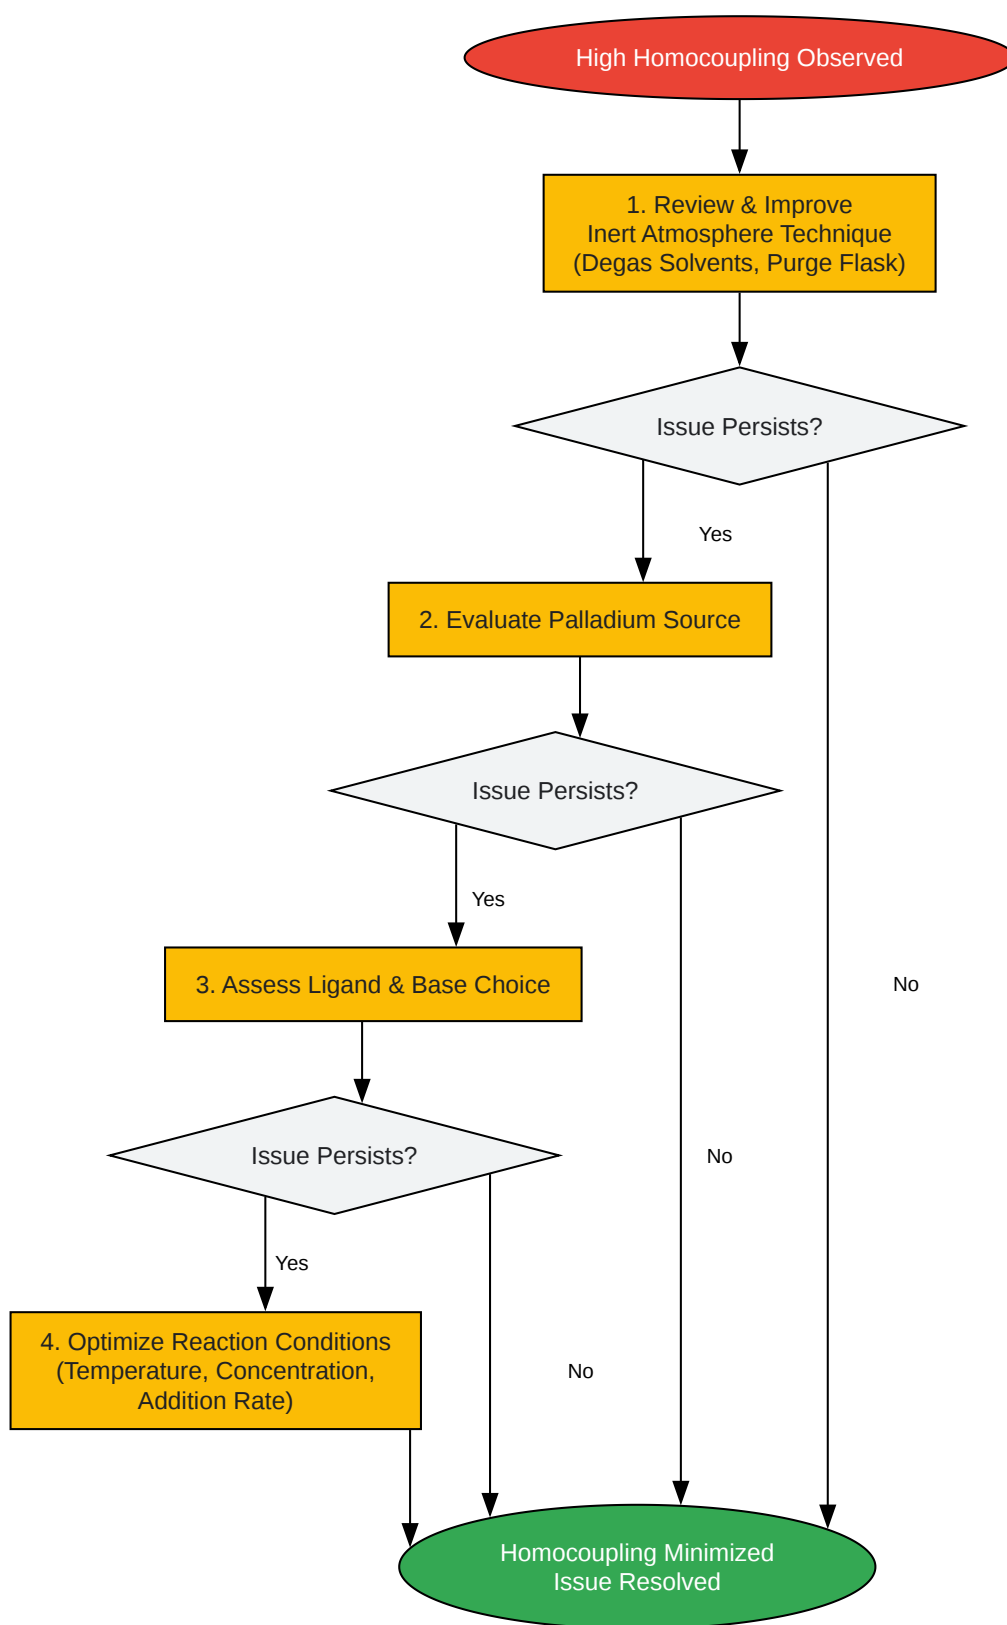 High Homocoupling Observed
1. Review & Improve
Inert Atmosphere Technique
(Degas Solvents, Purge Flask)
Issue Persists?
Yes
2. Evaluate Palladium Source
Issue Persists?
Yes
3. Assess Ligand & Base Choice
No
Issue Persists?
No
Yes
4. Optimize Reaction Conditions
(Temperature, Concentration,
Addition Rate)
No
Homocoupling Minimized
Issue Resolved